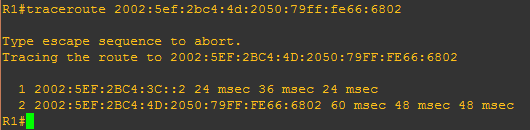 R1#traceroute 2002:5ef:2bc4:4d:2050:79ff:fe66:6802
Type escape sequence to abort.
Tracing the route to 2002:5EF:2BC4:4D:2050:79FF:FE66:6802
1 2002:5EF:2BC4:3C::2 24 msec 36 msec 24 msec
2 2002:5EF:2BC4:4D:2050:79FF:FE66:6802 60 msec 48 msec 48 msec
R1#